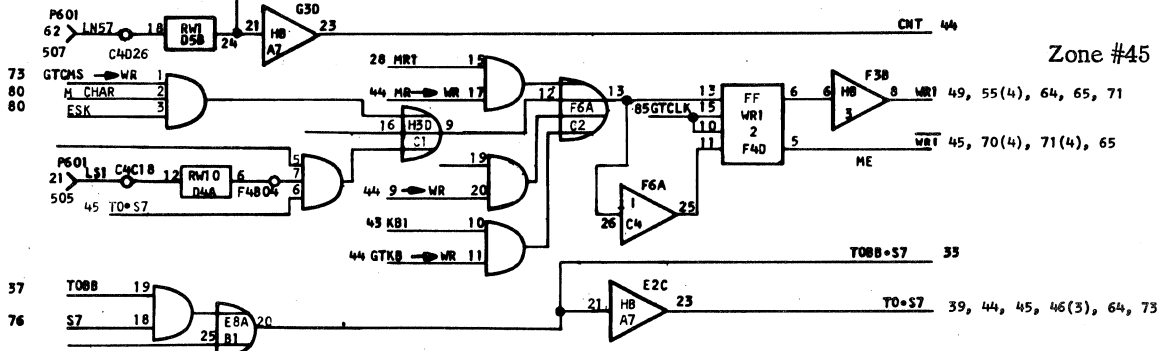 G3D
P601
62 LN57 18 RW1 D5B 24 21 HB A7 23 CNT 44
507 C4D26
Zone #45
73 GTCMS WR 1
80 M CHAR 2
80 ESK 3
28 MRT 15
44 MR WR 17
12 F6A C2 13
85GTCLK
13 15 10 11 FF WR1 2 F4D 6 5
F3B
6 HB 3 8 WR1 49, 55(4), 64, 65, 71
WR1 45, 70(4), 71(4), 65
ME
16 H3D C1 9
P601
21 LS1 C4C18 12 RW10 D4A 6 F4B04
505
5
7
6
45 TO•S7
19
44 9 WR 20
43 KB1 10
44 GTKB WR 11
F6A
26 1 C4 25
TOBB•S7 33
37 TOBB 19
76 S7 18
25 E8A B1 20
E2C
21 HB A7 23 TO•S7 39, 44, 45, 46(3), 64, 73